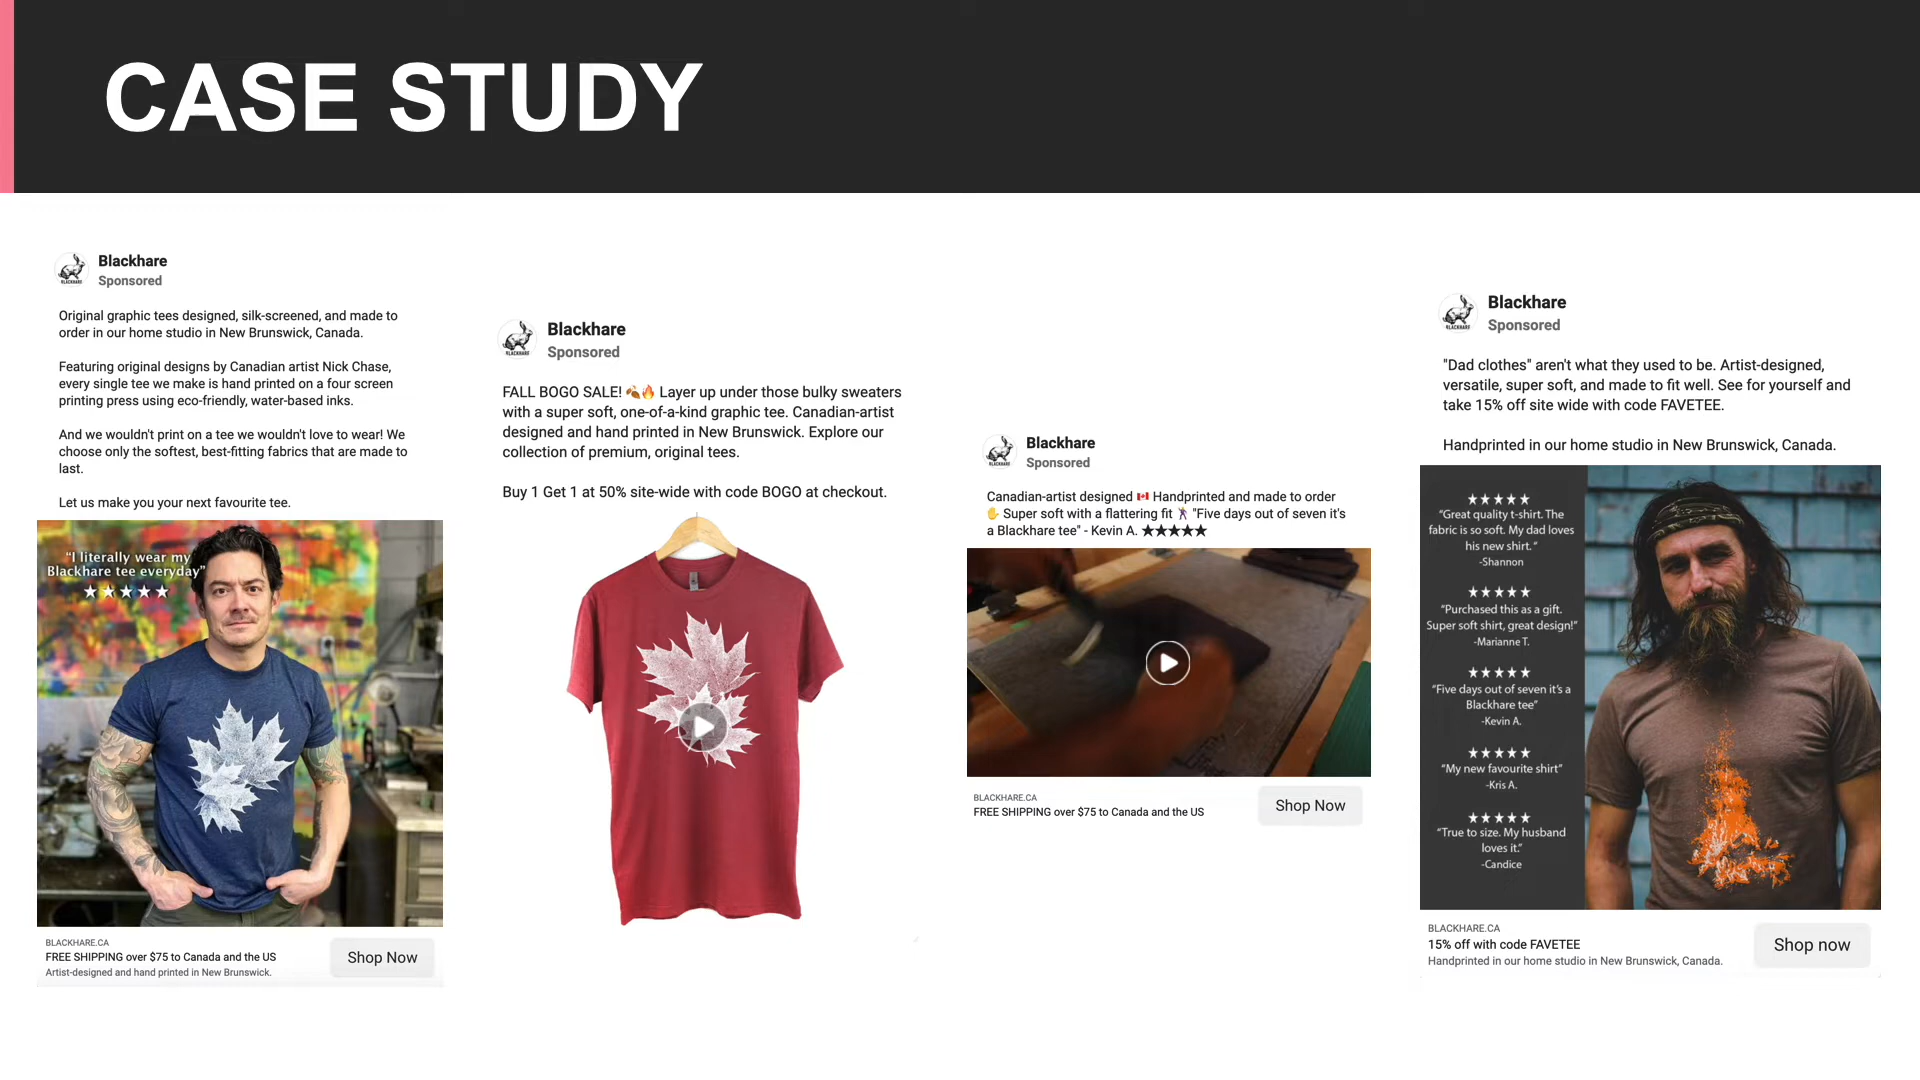 CASE STUDY
Blackhare
Sponsored
Original graphic tees designed, silk-screened, and made to
order in our home studio in New Brunswick, Canada.
Featuring original designs by Canadian artist Nick Chase,
every single tee we make is hand printed on a four screen
printing press using eco-friendly, water-based inks.
And we wouldn't print on a tee we wouldn't love to wear! We
choose only the softest, best-fitting fabrics that are made to
last.
Let us make you your next favourite tee.
"I literally wear my
Blackhare tee everyday"
★★★★★
BLACKHARE.CA
FREE SHIPPING over $75 to Canada and the US
Artist-designed and hand printed in New Brunswick.
Shop Now
Blackhare
Sponsored
FALL BOGO SALE! 🍂🔥 Layer up under those bulky sweaters
with a super soft, one-of-a-kind graphic tee. Canadian-artist
designed and hand printed in New Brunswick. Explore our
collection of premium, original tees.
Buy 1 Get 1 at 50% site-wide with code BOGO at checkout.
Blackhare
Sponsored
Canadian-artist designed 🇨🇦 Handprinted and made to order
✋ Super soft with a flattering fit 🕺 "Five days out of seven it's
a Blackhare tee" - Kevin A. ★★★★★
BLACKHARE.CA
FREE SHIPPING over $75 to Canada and the US
Shop Now
Blackhare
Sponsored
"Dad clothes" aren't what they used to be. Artist-designed,
versatile, super soft, and made to fit well. See for yourself and
take 15% off site wide with code FAVETEE.
Handprinted in our home studio in New Brunswick, Canada.
★★★★★
"Great quality t-shirt. The
fabric is so soft. My dad loves
his new shirt."
-Shannon
★★★★★
"Purchased this as a gift.
Super soft shirt, great design!"
-Marianne T.
★★★★★
"Five days out of seven it's a
Blackhare tee"
-Kevin A.
★★★★★
"My new favourite shirt"
-Kris A.
★★★★★
"True to size. My husband
loves it."
-Candice
BLACKHARE.CA
15% off with code FAVETEE
Handprinted in our home studio in New Brunswick, Canada.
Shop now